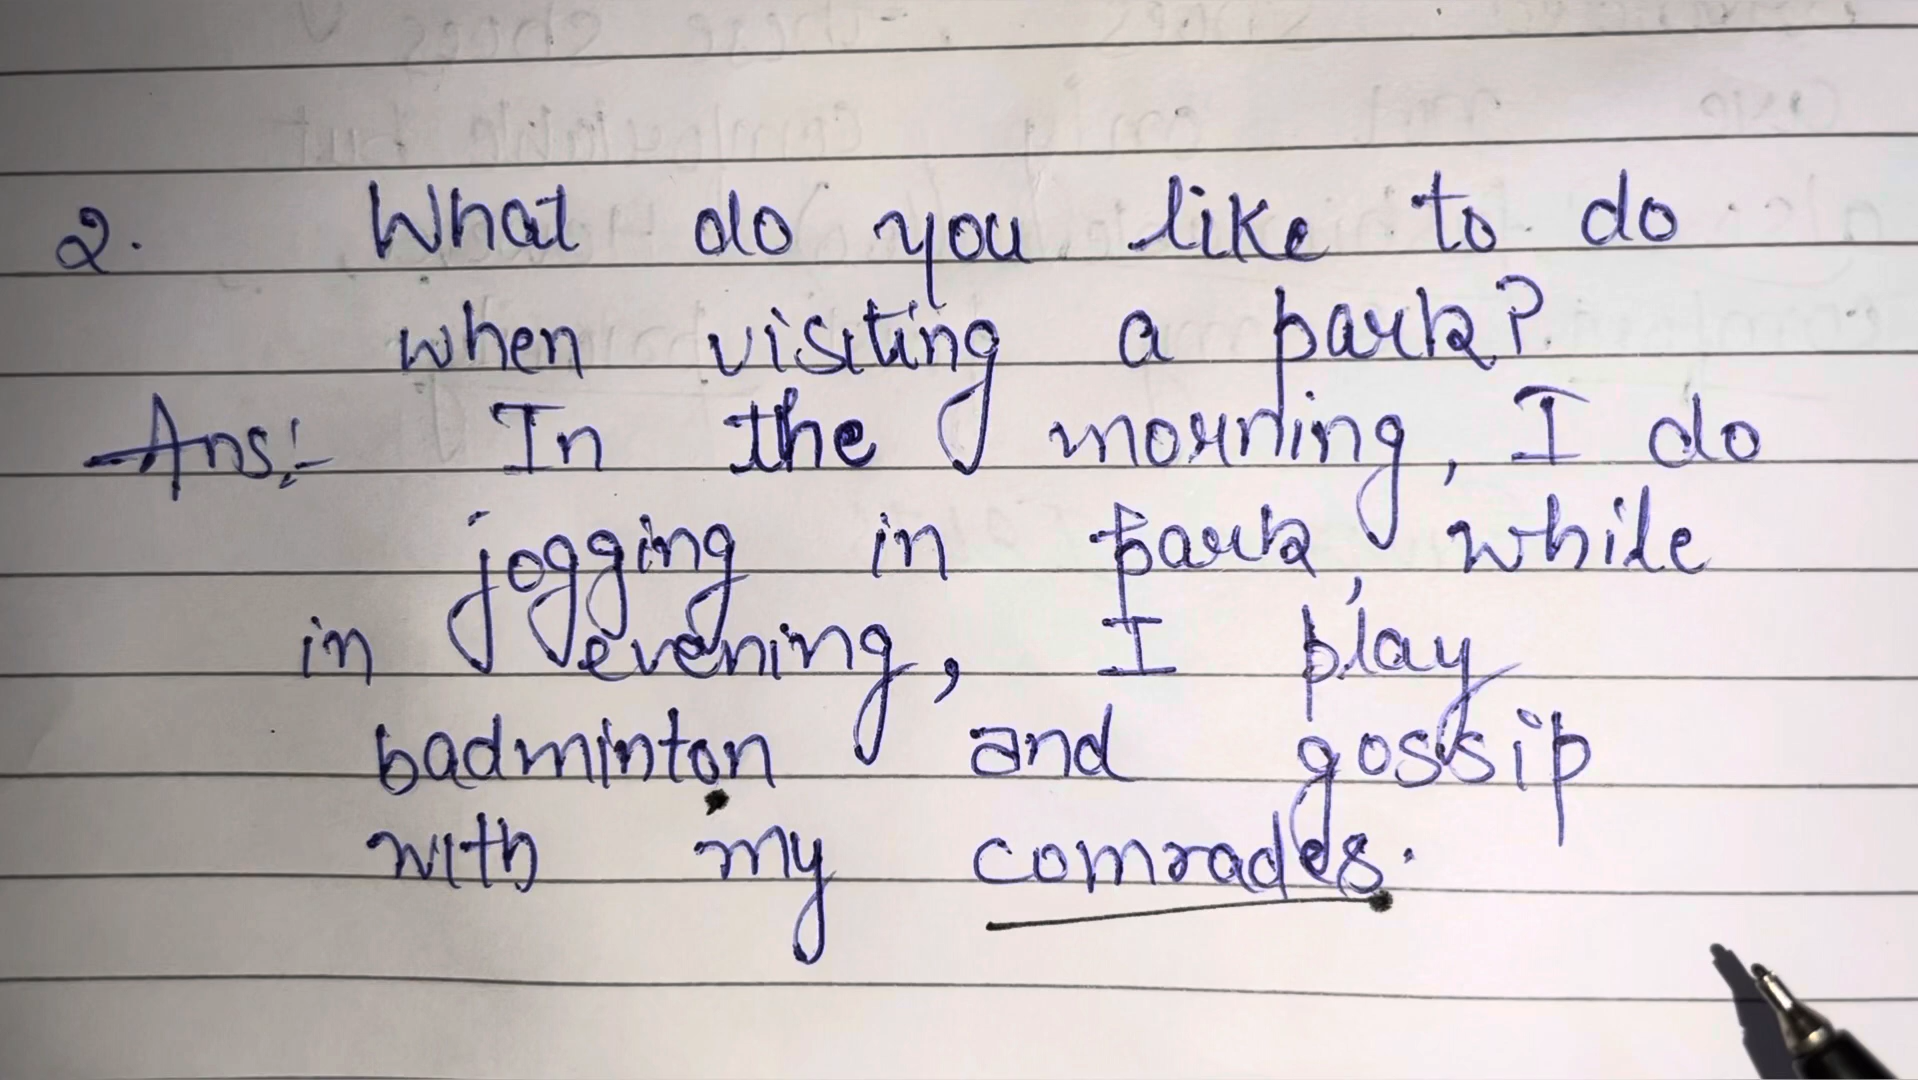 2. What do you like to do
when visiting a park?
Ans:- In the morning, I do
jogging in park, while
in evening, I play
badminton and gossip
with my comrades.